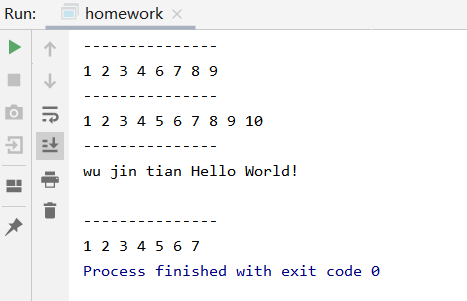 Run: homework
---------------
1 2 3 4 6 7 8 9
---------------
1 2 3 4 5 6 7 8 9 10
---------------
wu jin tian Hello World!
---------------
1 2 3 4 5 6 7
Process finished with exit code 0